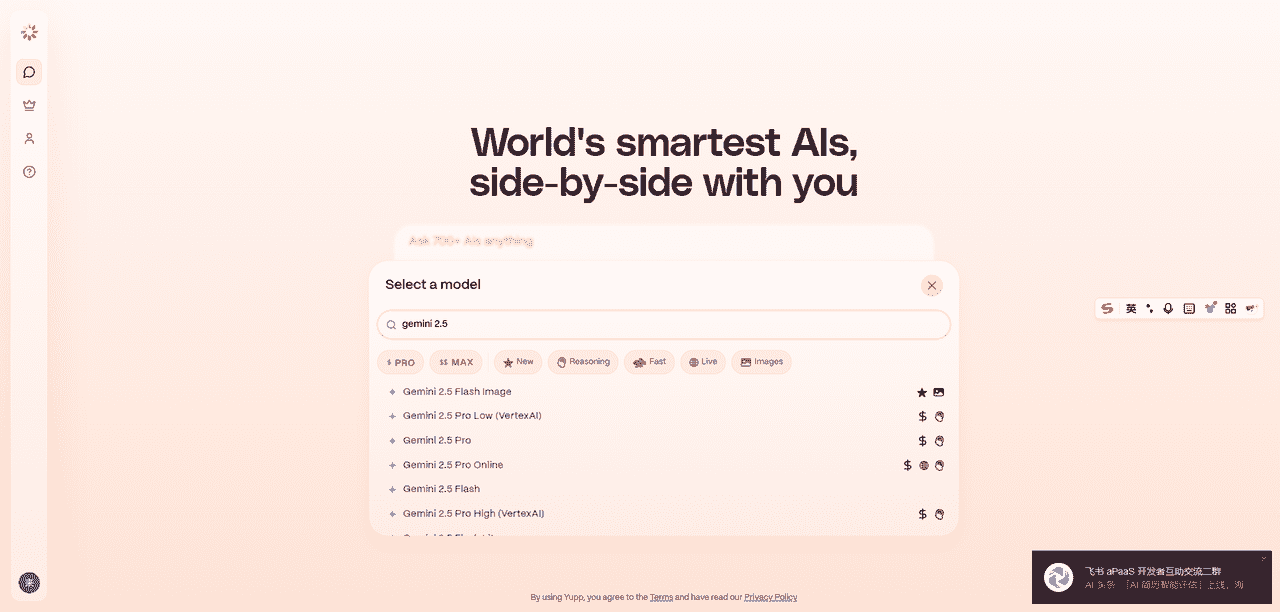 World's smartest AIs,
side-by-side with you
Ask 700+ AIs anything
Select a model
gemini 2.5
$ PRO
$$ MAX
New
Reasoning
Fast
Live
Images
Gemini 2.5 Flash Image
Gemini 2.5 Pro Low (VertexAI)
$
Gemini 2.5 Pro
$
Gemini 2.5 Pro Online
$
Gemini 2.5 Flash
Gemini 2.5 Pro High (VertexAI)
$
英
飞书 aPaaS 开发者互助交流二群
By using Yupp, you agree to the Terms and have read our Privacy Policy